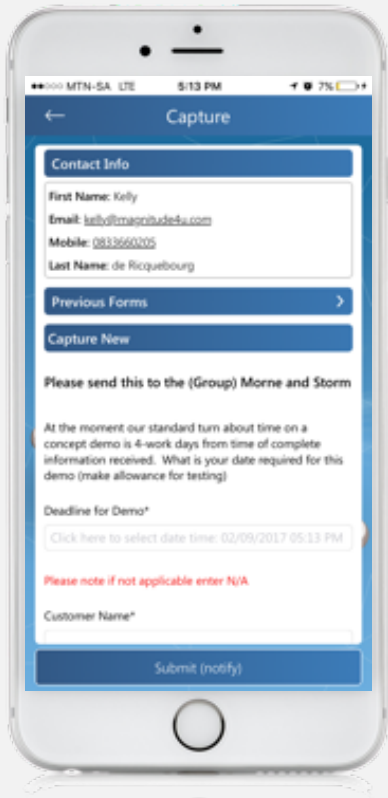 MTN-SA LTE 5:13 PM 7%
Capture
Contact Info
First Name: Kelly
Email: kelly@magnitude4u.com
Mobile: 0833660205
Last Name: de Ricquebourg
Previous Forms
Capture New
Please send this to the (Group) Morne and Storm
At the moment our standard turn about time on a
concept demo is 4-work days from time of complete
information received. What is your date required for this
demo (make allowance for testing)
Deadline for Demo*
Click here to select date time: 02/09/2017 05:13 PM
Please note if not applicable enter N/A
Customer Name*
Submit (notify)